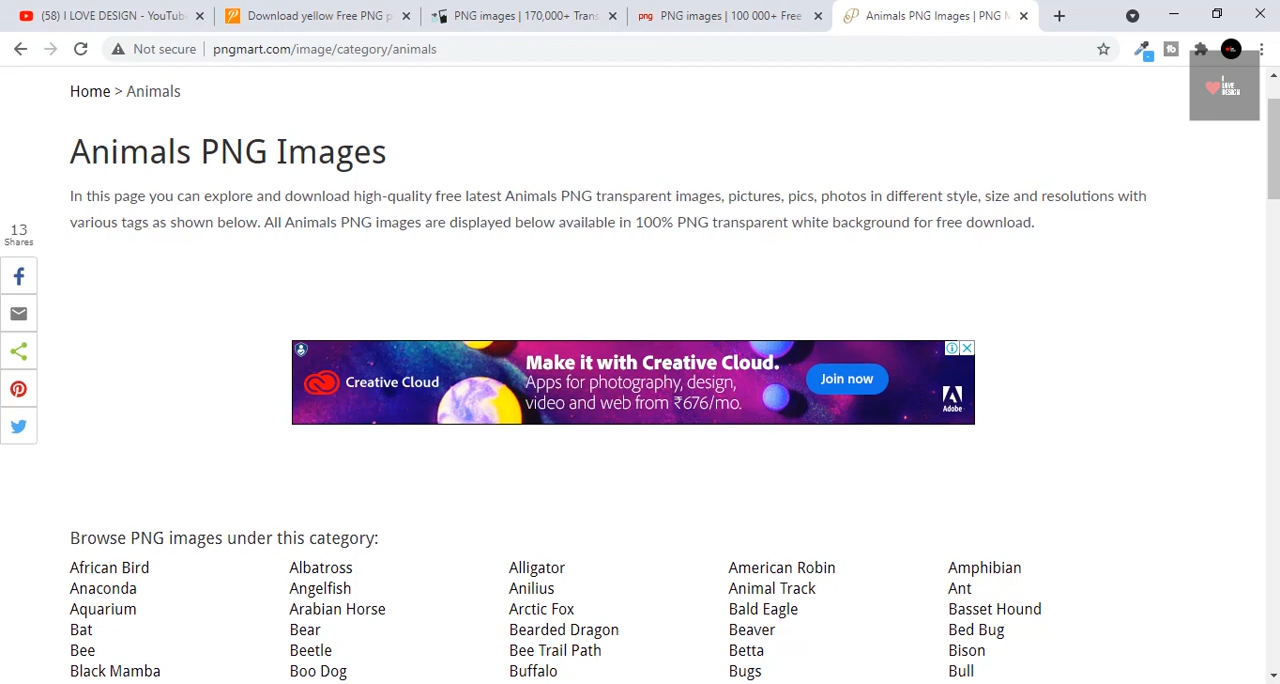 (58) I LOVE DESIGN - YouTub
Download yellow Free PNG p
PNG images | 170,000+ Trans
png PNG images | 100 000+ Free
Animals PNG Images | PNG M
Not secure pngmart.com/image/category/animals
I LOVE DESIGN
Home > Animals
Animals PNG Images
In this page you can explore and download high-quality free latest Animals PNG transparent images, pictures, pics, photos in different style, size and resolutions with
various tags as shown below. All Animals PNG images are displayed below available in 100% PNG transparent white background for free download.
13
Shares
Creative Cloud
Make it with Creative Cloud.
Apps for photography, design,
video and web from ₹676/mo.
Join now
Adobe
Browse PNG images under this category:
African Bird Albatross Alligator American Robin Amphibian
Anaconda Angelfish Anilius Animal Track Ant
Aquarium Arabian Horse Arctic Fox Bald Eagle Basset Hound
Bat Bear Bearded Dragon Beaver Bed Bug
Bee Beetle Bee Trail Path Betta Bison
Black Mamba Boo Dog Buffalo Bugs Bull